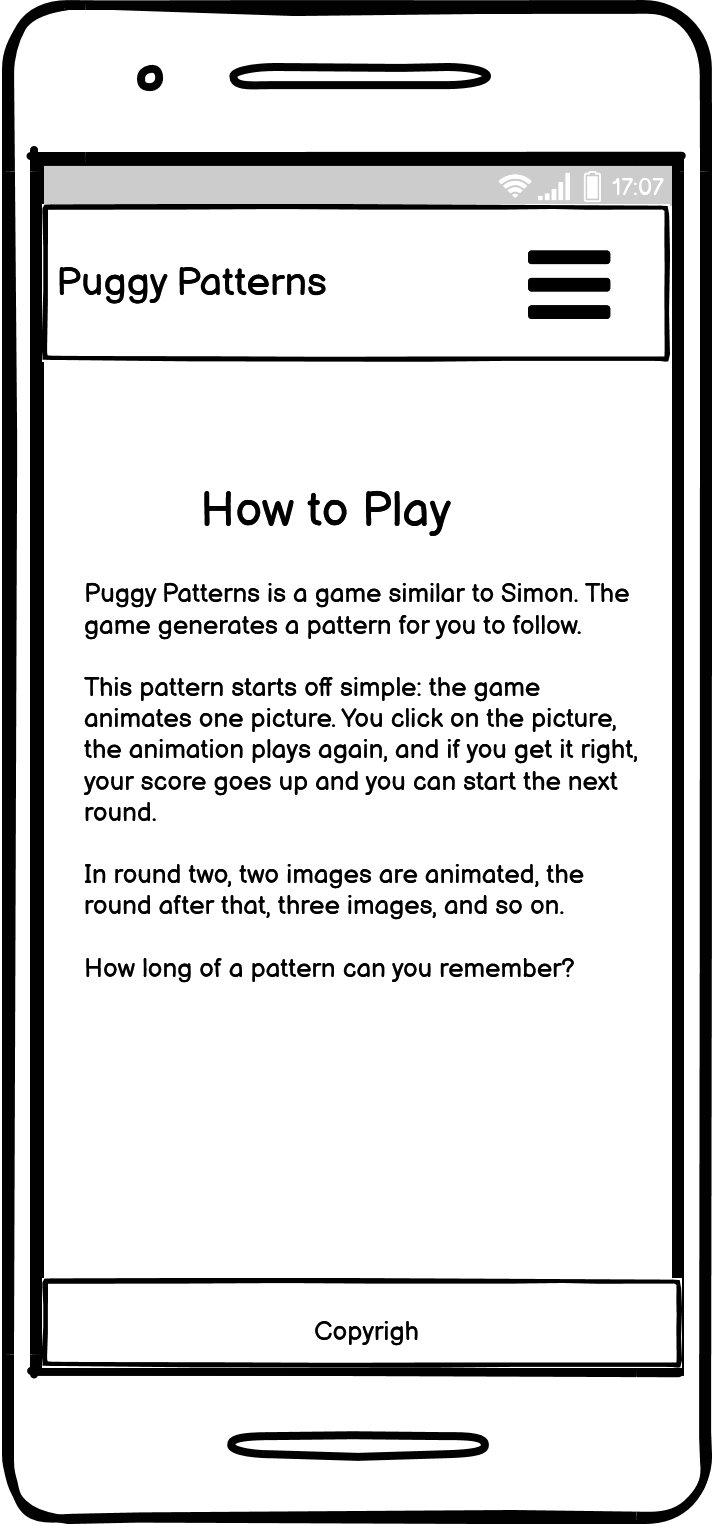 17:07
Puggy Patterns
How to Play
Puggy Patterns is a game similar to Simon. The
game generates a pattern for you to follow.
This pattern starts off simple: the game
animates one picture. You click on the picture,
the animation plays again, and if you get it right,
your score goes up and you can start the next
round.
In round two, two images are animated, the
round after that, three images, and so on.
How long of a pattern can you remember?
Copyrigh